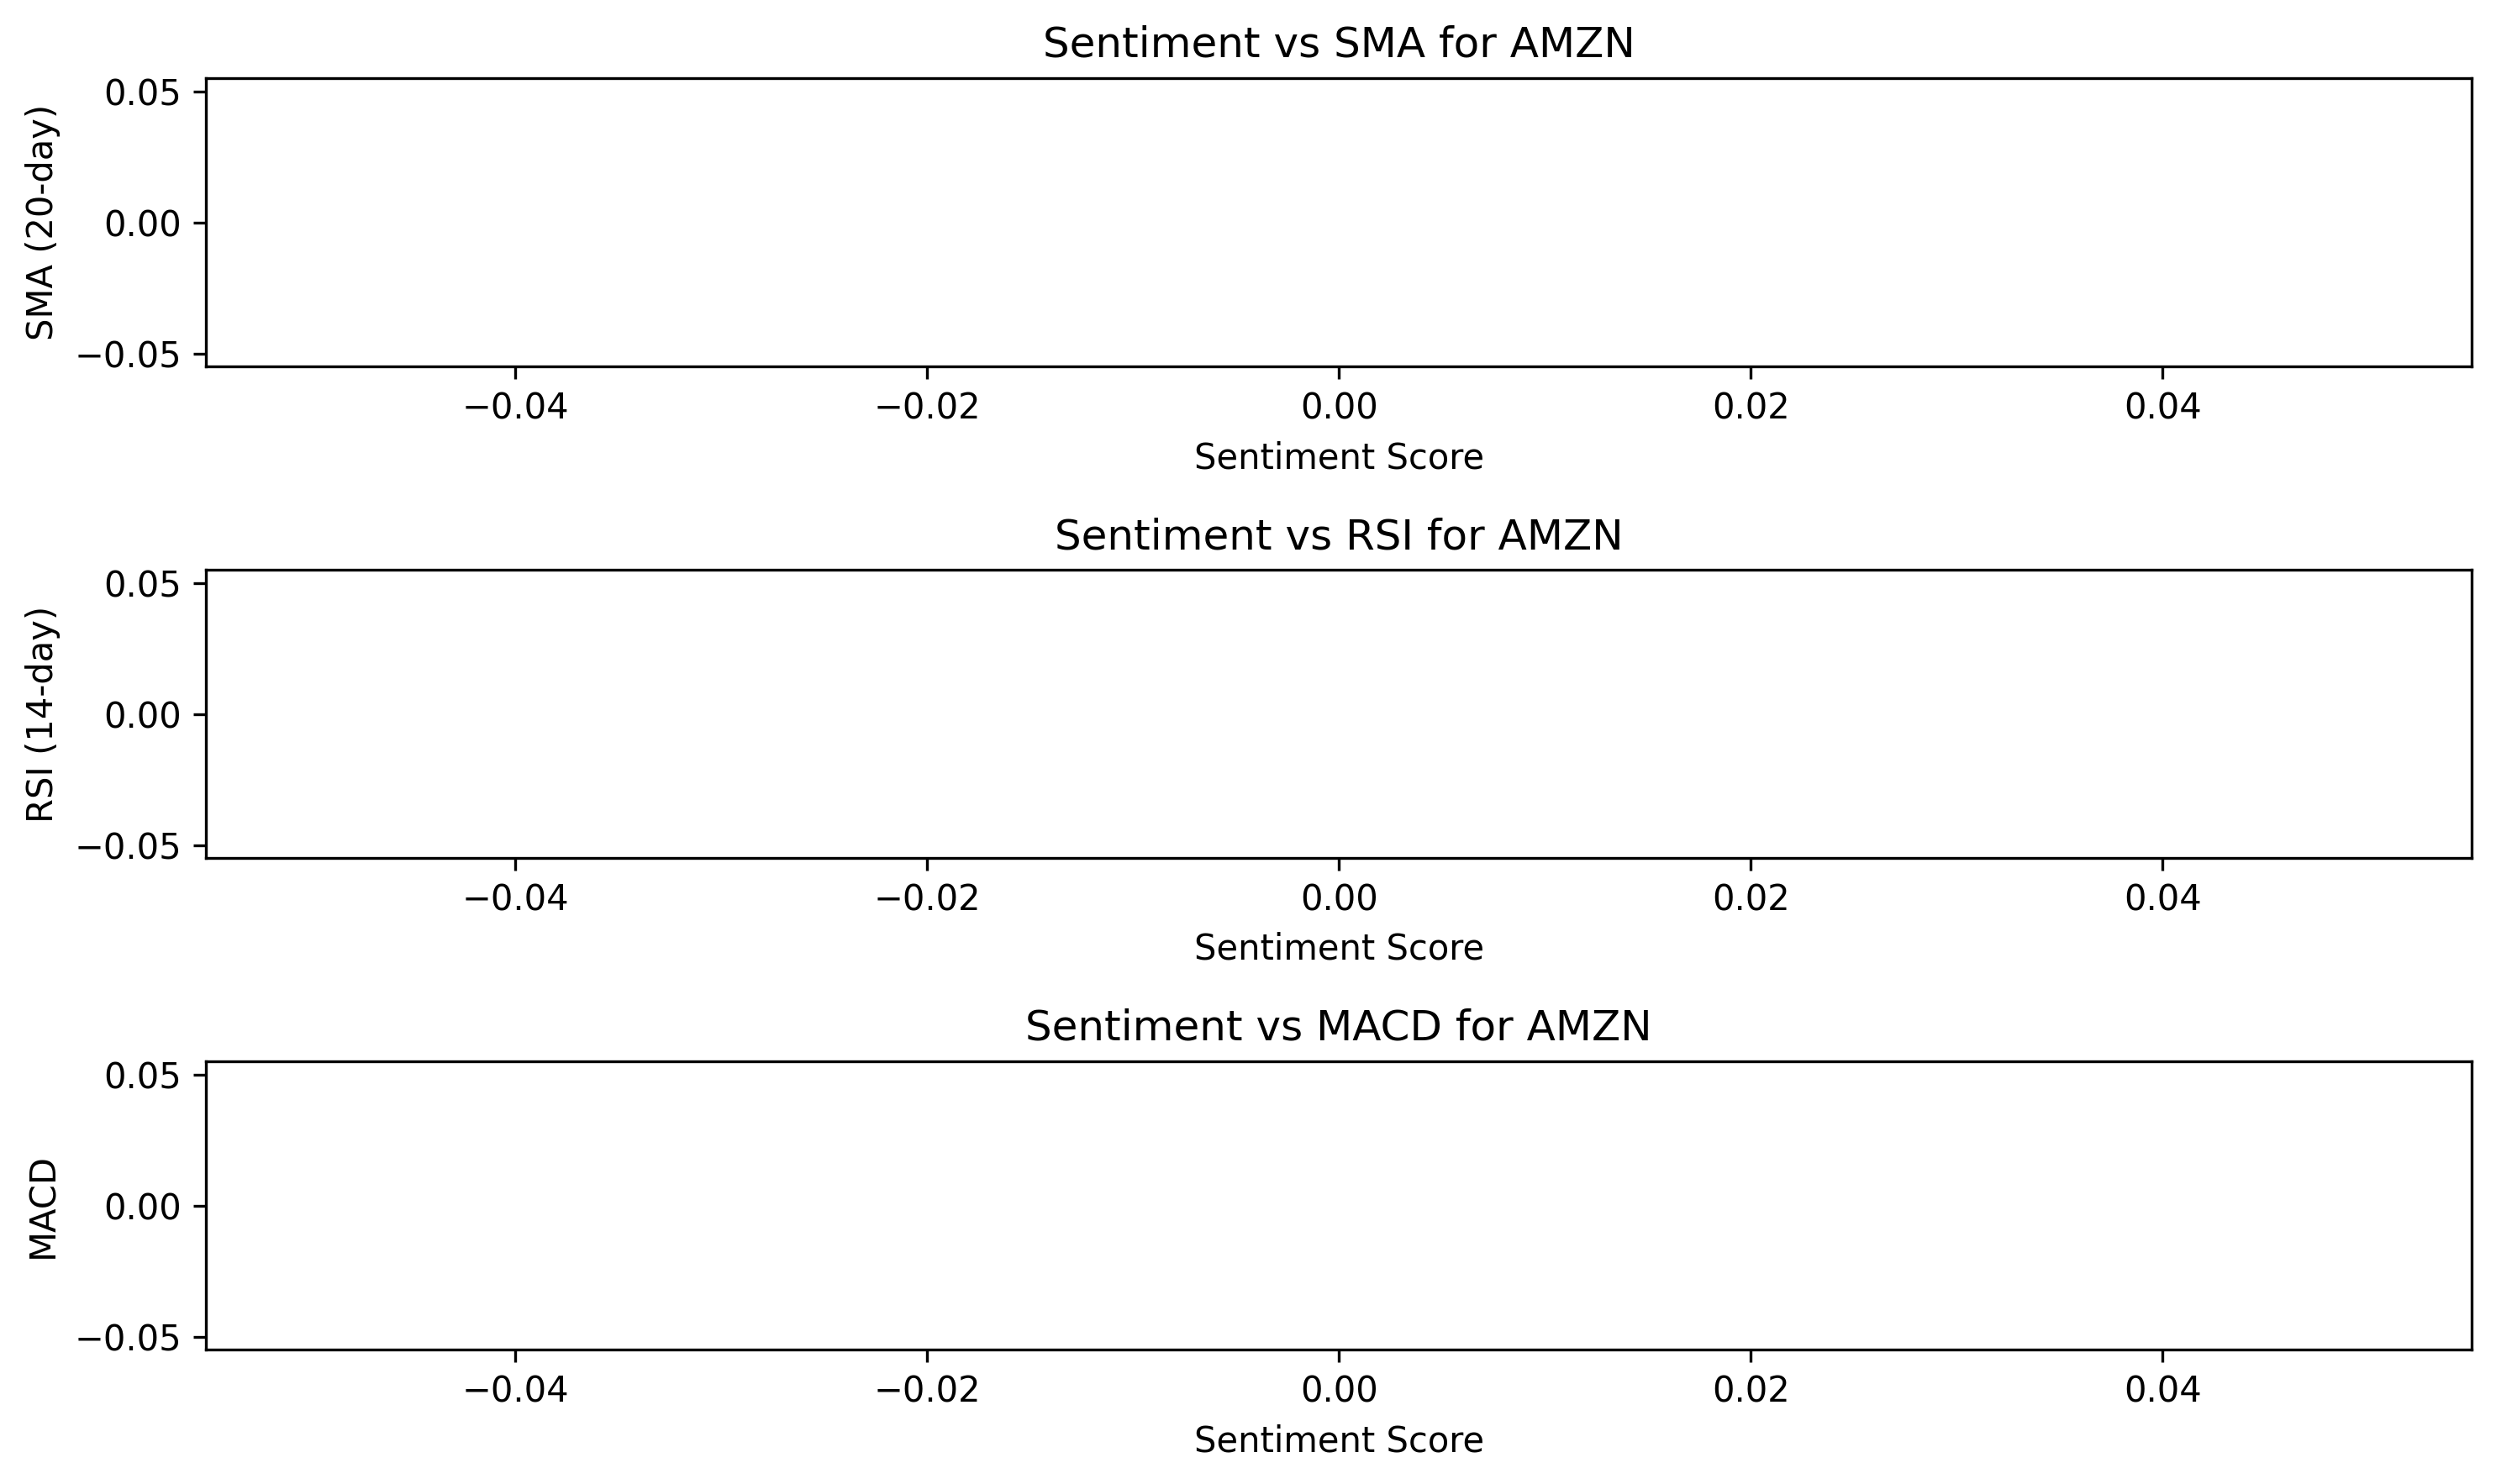 Sentiment vs SMA for AMZN
SMA (20-day)
0.05
0.00
−0.05
−0.04 −0.02 0.00 0.02 0.04
Sentiment Score
Sentiment vs RSI for AMZN
RSI (14-day)
0.05
0.00
−0.05
−0.04 −0.02 0.00 0.02 0.04
Sentiment Score
Sentiment vs MACD for AMZN
MACD
0.05
0.00
−0.05
−0.04 −0.02 0.00 0.02 0.04
Sentiment Score